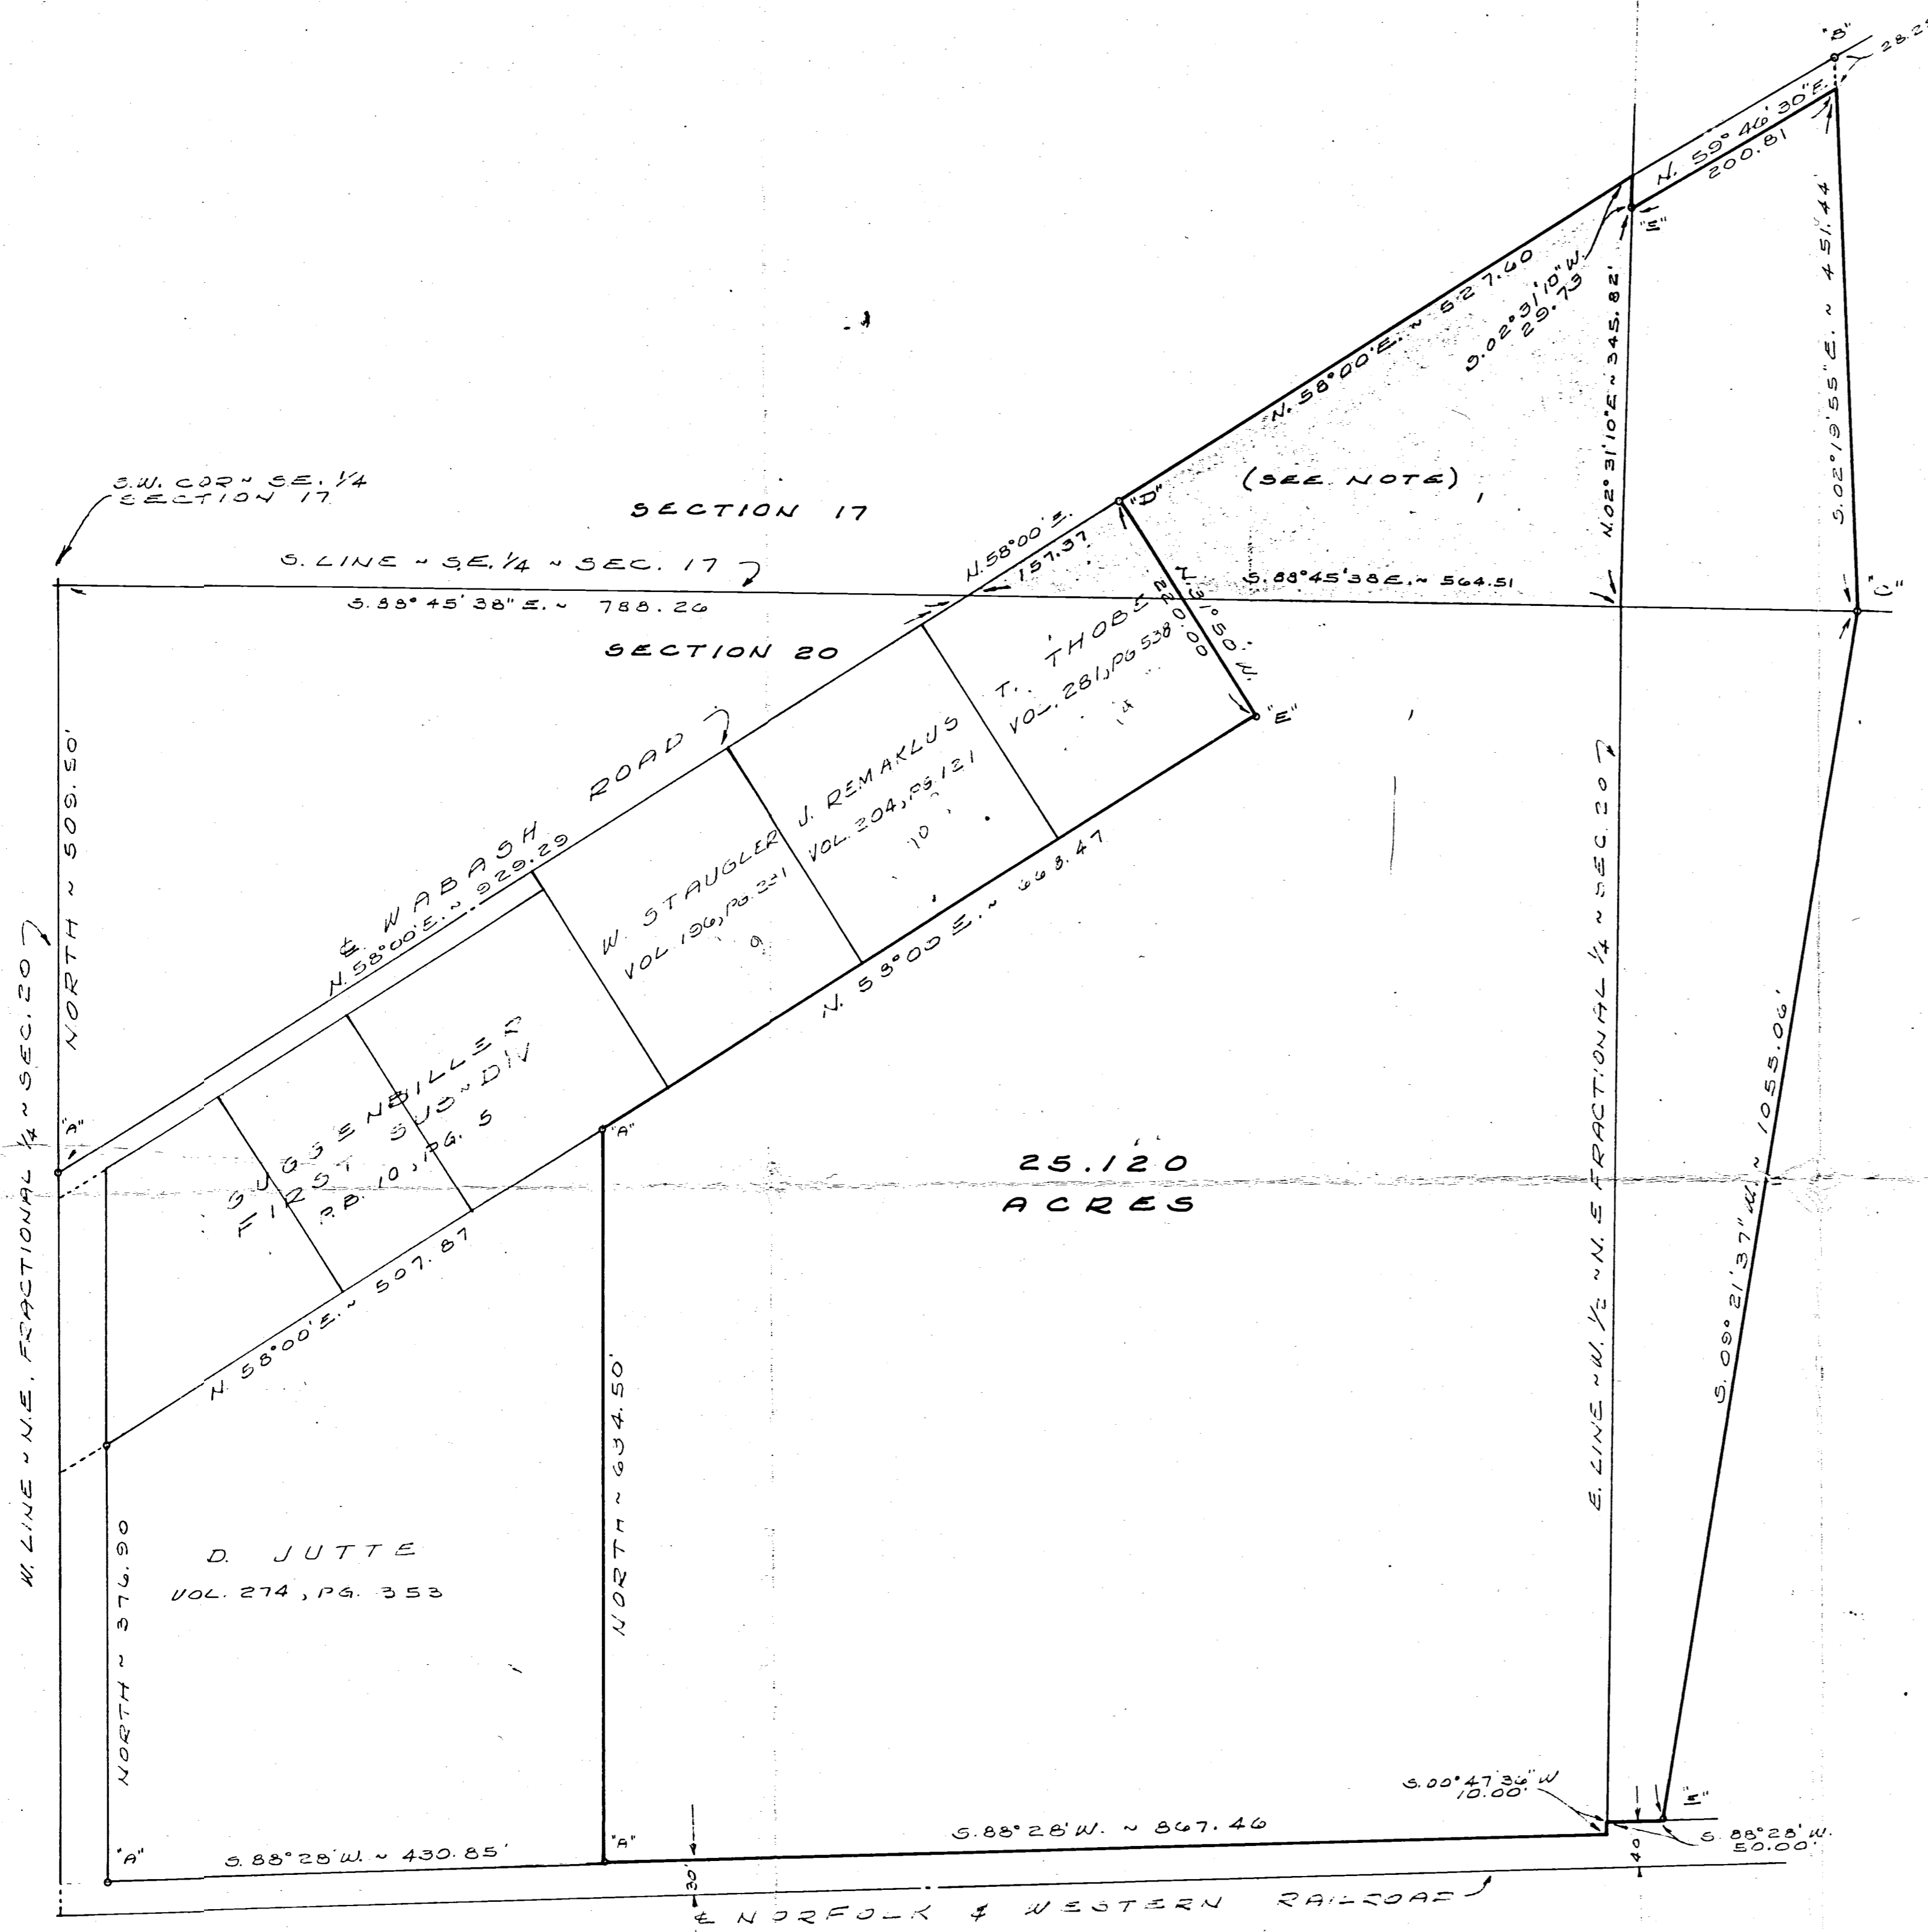 "B"
28.2
N. 59° 46' 30" E.
200.81
"E"
S. 02° 31' 10" W.
29.73
N. 58° 00' E. ~ 527.60
N. 02° 31' 10" E ~ 345.82'
S. 02° 19' 55" E. ~ 451.44'
(SEE NOTE)
S.W. COR ~ SE. 1/4
SECTION 17
SECTION 17
S. LINE ~ S.E. 1/4 ~ SEC. 17
S. 88° 45' 38" E. ~ 788.26
SECTION 20
"D"
N. 58° 00' E.
157.37
S. 88° 45' 38 E. ~ 564.51
"C"
N. 31° 50' W.
220.00
"E"
T. THOBE
VOL. 281, PG 538
J. REMAKLUS
VOL. 204, PG. 121
10
W. STAUGLER
VOL 196, PG. 221
9
ROAD
℄ WABASH
N. 58° 00' E. ~ 929.29
NORTH ~ 509.50'
W. LINE ~ N.E. FRACTIONAL 1/4 ~ SEC. 20
"A"
GUGGENBILLER
FIRST SUB~DIV
P.B. 10, PG. 5
N. 58° 00 E. ~ 668.47
"A"
25.120
ACRES
E. LINE ~ W. 1/2 ~ N. E FRACTIONAL 1/4 ~ SEC. 20
S. 09° 21' 37" W. ~ 1055.06'
N. 58° 00' E. ~ 507.87
NORTH ~ 634.50'
NORTH ~ 376.90
D. JUTTE
VOL. 274, PG. 353
S. 00° 47' 36" W
10.00'
"E"
S. 88° 28' W.
50.00'
40'
S. 88° 28' W. ~ 867.46
"A"
"A"
S. 88° 28' W. ~ 430.85'
30'
℄ NORFOLK & WESTERN RAILROAD